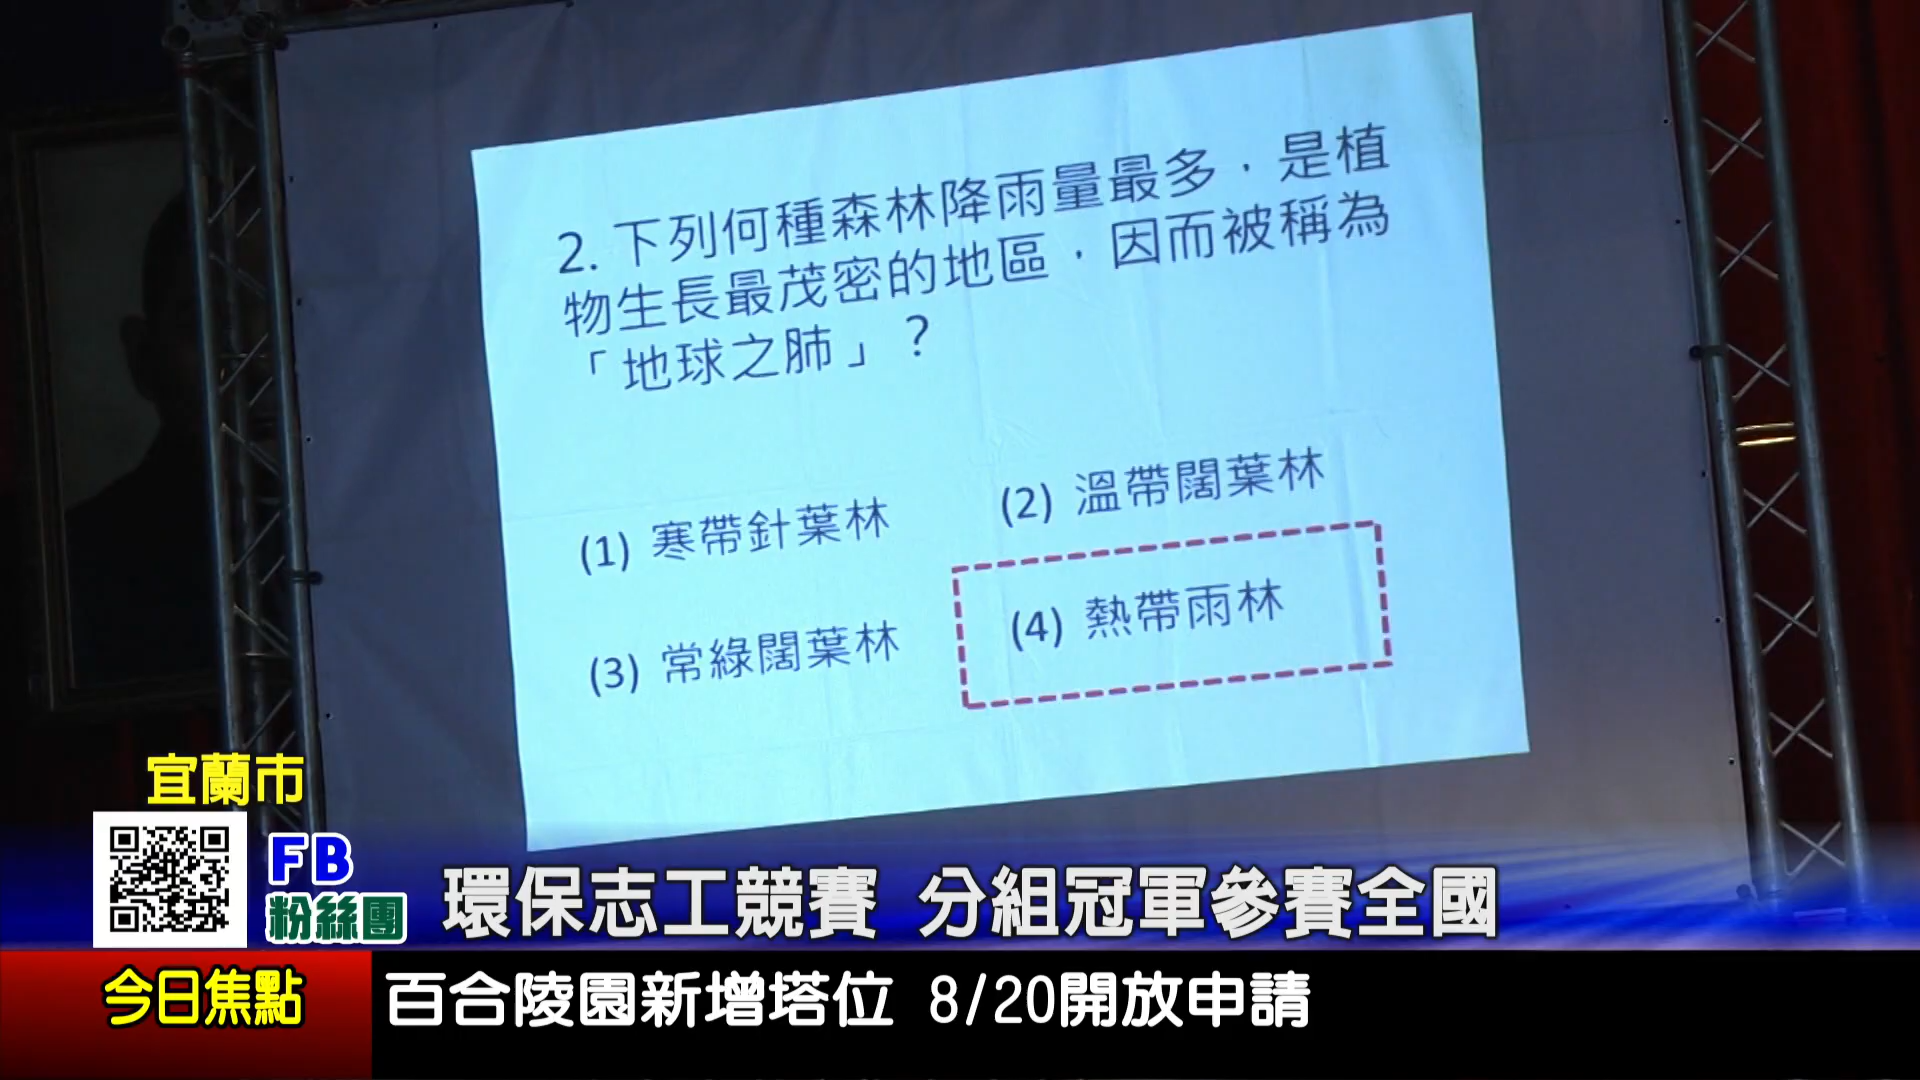 2. 下列何種森林降雨量最多，是植
物生長最茂密的地區，因而被稱為
「地球之肺」？
(1) 寒帶針葉林
(2) 溫帶闊葉林
(3) 常綠闊葉林
(4) 熱帶雨林
宜蘭市
FB
粉絲團
環保志工競賽 分組冠軍參賽全國
今日焦點
百合陵園新增塔位 8/20開放申請